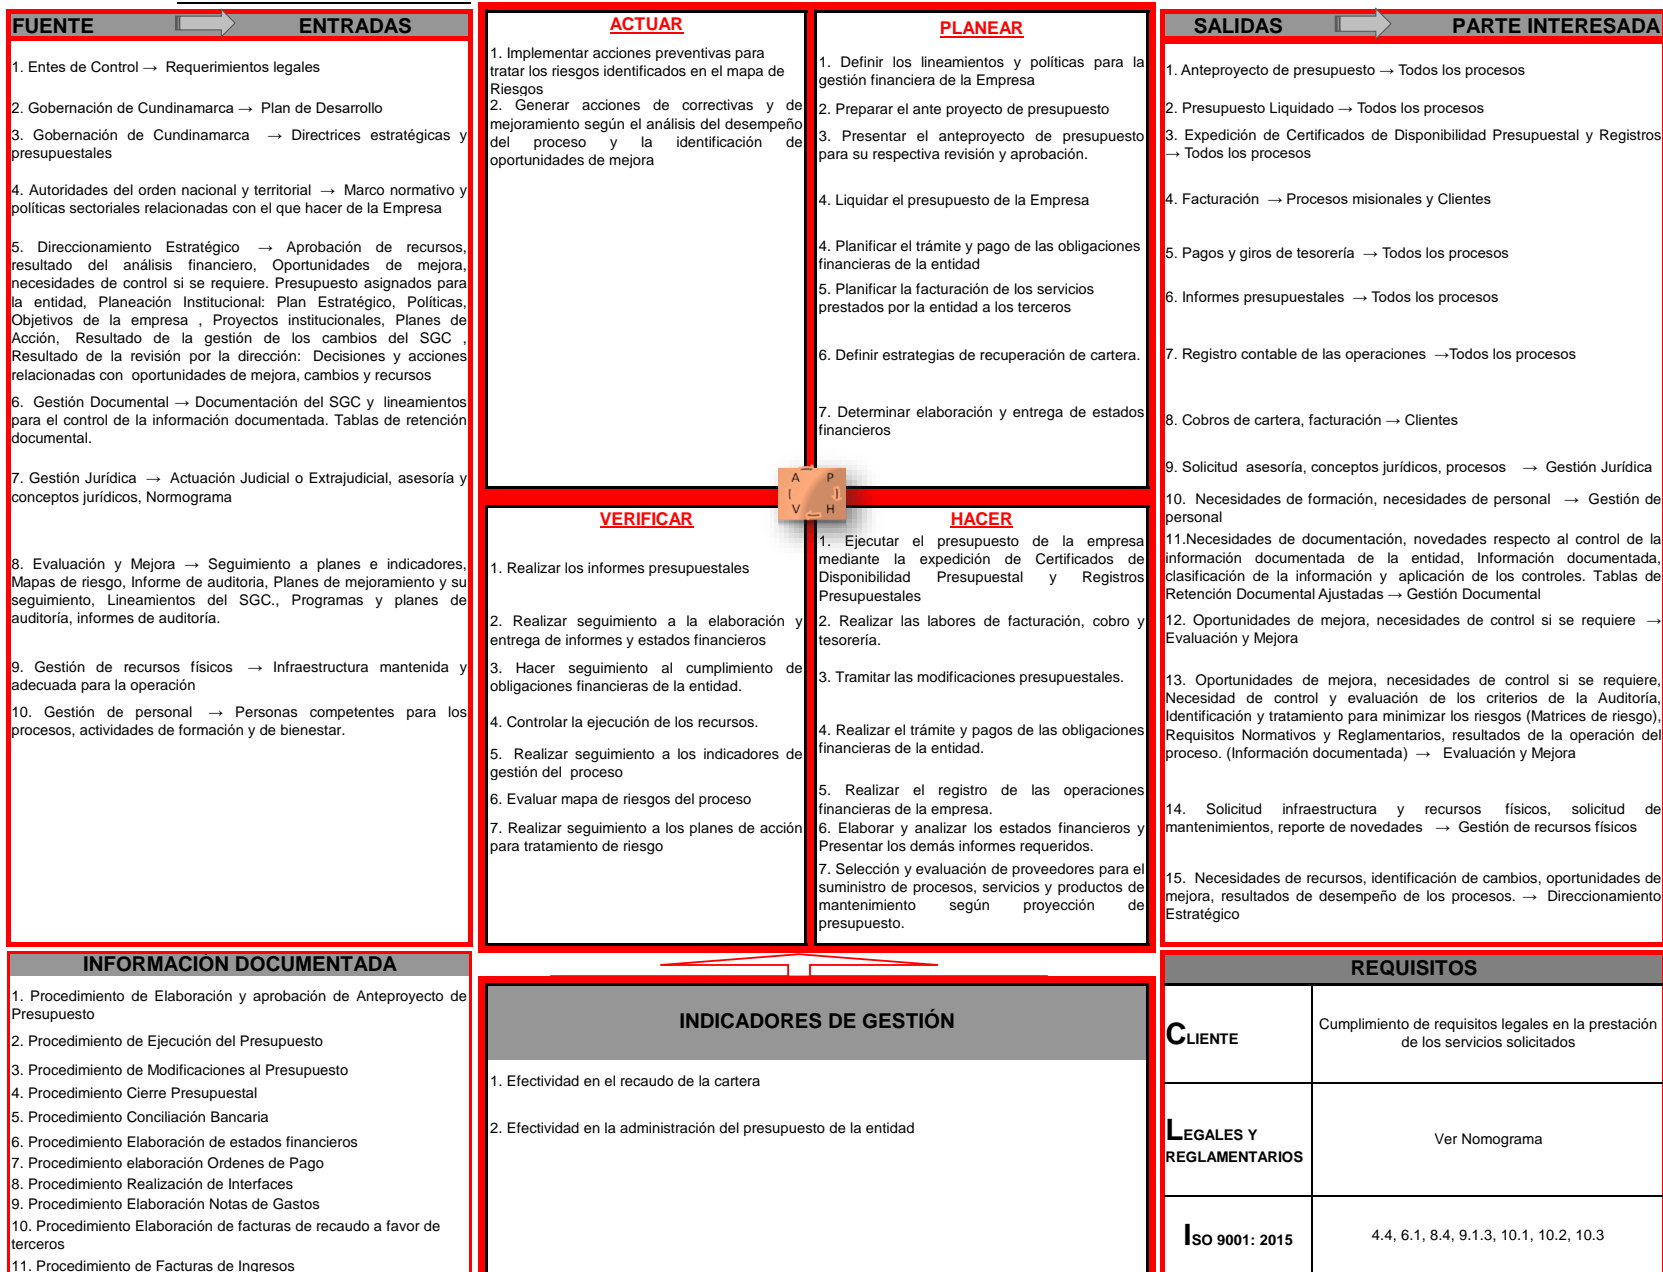 FUENTE ENTRADAS
1. Entes de Control → Requerimientos legales
2. Gobernación de Cundinamarca → Plan de Desarrollo
3. Gobernación de Cundinamarca → Directrices estratégicas y
presupuestales
4. Autoridades del orden nacional y territorial → Marco normativo y
políticas sectoriales relacionadas con el que hacer de la Empresa
5. Direccionamiento Estratégico → Aprobación de recursos,
resultado del análisis financiero, Oportunidades de mejora,
necesidades de control si se requiere. Presupuesto asignados para
la entidad, Planeación Institucional: Plan Estratégico, Políticas,
Objetivos de la empresa , Proyectos institucionales, Planes de
Acción, Resultado de la gestión de los cambios del SGC ,
Resultado de la revisión por la dirección: Decisiones y acciones
relacionadas con oportunidades de mejora, cambios y recursos
6. Gestión Documental → Documentación del SGC y lineamientos
para el control de la información documentada. Tablas de retención
documental.
7. Gestión Jurídica → Actuación Judicial o Extrajudicial, asesoría y
conceptos jurídicos, Normograma
8. Evaluación y Mejora → Seguimiento a planes e indicadores,
Mapas de riesgo, Informe de auditoria, Planes de mejoramiento y su
seguimiento, Lineamientos del SGC., Programas y planes de
auditoría, informes de auditoría.
9. Gestión de recursos físicos → Infraestructura mantenida y
adecuada para la operación
10. Gestión de personal → Personas competentes para los
procesos, actividades de formación y de bienestar.
ACTUAR
1. Implementar acciones preventivas para
tratar los riesgos identificados en el mapa de
Riesgos
2. Generar acciones de correctivas y de
mejoramiento según el análisis del desempeño
del proceso y la identificación de
oportunidades de mejora
PLANEAR
1. Definir los lineamientos y políticas para la
gestión financiera de la Empresa
2. Preparar el ante proyecto de presupuesto
3. Presentar el anteproyecto de presupuesto
para su respectiva revisión y aprobación.
4. Liquidar el presupuesto de la Empresa
4. Planificar el trámite y pago de las obligaciones
financieras de la entidad
5. Planificar la facturación de los servicios
prestados por la entidad a los terceros
6. Definir estrategias de recuperación de cartera.
7. Determinar elaboración y entrega de estados
financieros
A P
V H
VERIFICAR
1. Realizar los informes presupuestales
2. Realizar seguimiento a la elaboración y
entrega de informes y estados financieros
3. Hacer seguimiento al cumplimiento de
obligaciones financieras de la entidad.
4. Controlar la ejecución de los recursos.
5. Realizar seguimiento a los indicadores de
gestión del proceso
6. Evaluar mapa de riesgos del proceso
7. Realizar seguimiento a los planes de acción
para tratamiento de riesgo
HACER
1. Ejecutar el presupuesto de la empresa
mediante la expedición de Certificados de
Disponibilidad Presupuestal y Registros
Presupuestales
2. Realizar las labores de facturación, cobro y
tesorería.
3. Tramitar las modificaciones presupuestales.
4. Realizar el trámite y pagos de las obligaciones
financieras de la entidad.
5. Realizar el registro de las operaciones
financieras de la empresa.
6. Elaborar y analizar los estados financieros y
Presentar los demás informes requeridos.
7. Selección y evaluación de proveedores para el
suministro de procesos, servicios y productos de
mantenimiento según proyección de
presupuesto.
SALIDAS PARTE INTERESADA
1. Anteproyecto de presupuesto → Todos los procesos
2. Presupuesto Liquidado → Todos los procesos
3. Expedición de Certificados de Disponibilidad Presupuestal y Registros
→ Todos los procesos
4. Facturación → Procesos misionales y Clientes
5. Pagos y giros de tesorería → Todos los procesos
6. Informes presupuestales → Todos los procesos
7. Registro contable de las operaciones →Todos los procesos
8. Cobros de cartera, facturación → Clientes
9. Solicitud asesoría, conceptos jurídicos, procesos → Gestión Jurídica
10. Necesidades de formación, necesidades de personal → Gestión de
personal
11.Necesidades de documentación, novedades respecto al control de la
información documentada de la entidad, Información documentada,
clasificación de la información y aplicación de los controles. Tablas de
Retención Documental Ajustadas → Gestión Documental
12. Oportunidades de mejora, necesidades de control si se requiere →
Evaluación y Mejora
13. Oportunidades de mejora, necesidades de control si se requiere,
Necesidad de control y evaluación de los criterios de la Auditoría,
Identificación y tratamiento para minimizar los riesgos (Matrices de riesgo),
Requisitos Normativos y Reglamentarios, resultados de la operación del
proceso. (Información documentada) → Evaluación y Mejora
14. Solicitud infraestructura y recursos físicos, solicitud de
mantenimientos, reporte de novedades → Gestión de recursos físicos
15. Necesidades de recursos, identificación de cambios, oportunidades de
mejora, resultados de desempeño de los procesos. → Direccionamiento
Estratégico
INFORMACIÓN DOCUMENTADA
1. Procedimiento de Elaboración y aprobación de Anteproyecto de
Presupuesto
2. Procedimiento de Ejecución del Presupuesto
3. Procedimiento de Modificaciones al Presupuesto
4. Procedimiento Cierre Presupuestal
5. Procedimiento Conciliación Bancaria
6. Procedimiento Elaboración de estados financieros
7. Procedimiento elaboración Ordenes de Pago
8. Procedimiento Realización de Interfaces
9. Procedimiento Elaboración Notas de Gastos
10. Procedimiento Elaboración de facturas de recaudo a favor de
terceros
11. Procedimiento de Facturas de Ingresos
INDICADORES DE GESTIÓN
1. Efectividad en el recaudo de la cartera
2. Efectividad en la administración del presupuesto de la entidad
REQUISITOS
CLIENTE
Cumplimiento de requisitos legales en la prestación
de los servicios solicitados
LEGALES Y
REGLAMENTARIOS
Ver Nomograma
ISO 9001: 2015
4.4, 6.1, 8.4, 9.1.3, 10.1, 10.2, 10.3